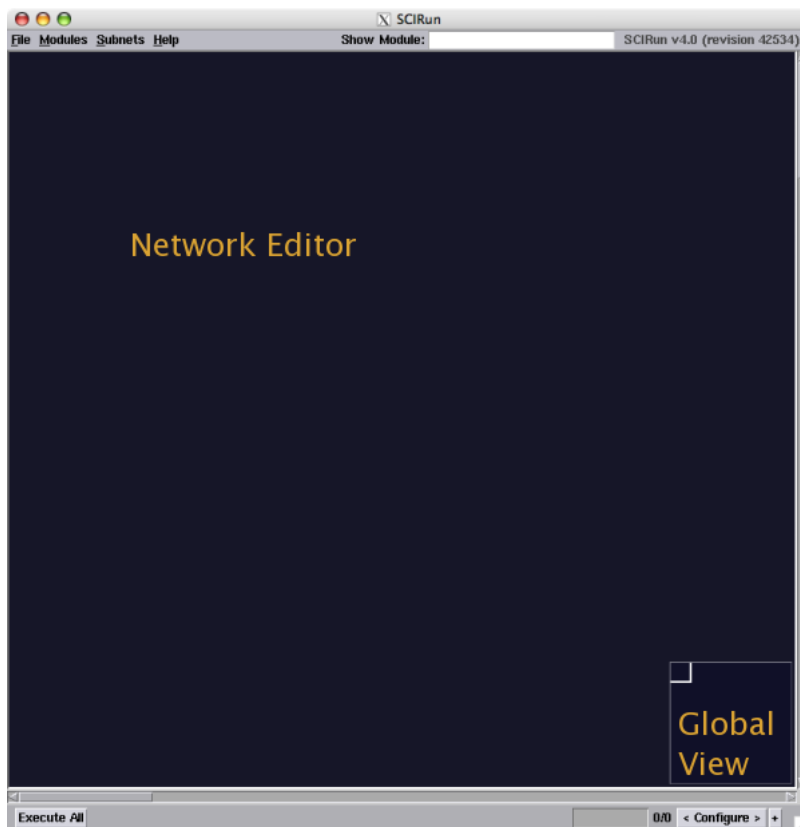 SCIRun
File Modules Subnets Help Show Module: SCIRun v4.0 (revision 42534)
Network Editor
Global
View
Execute All 0/0 < Configure > +